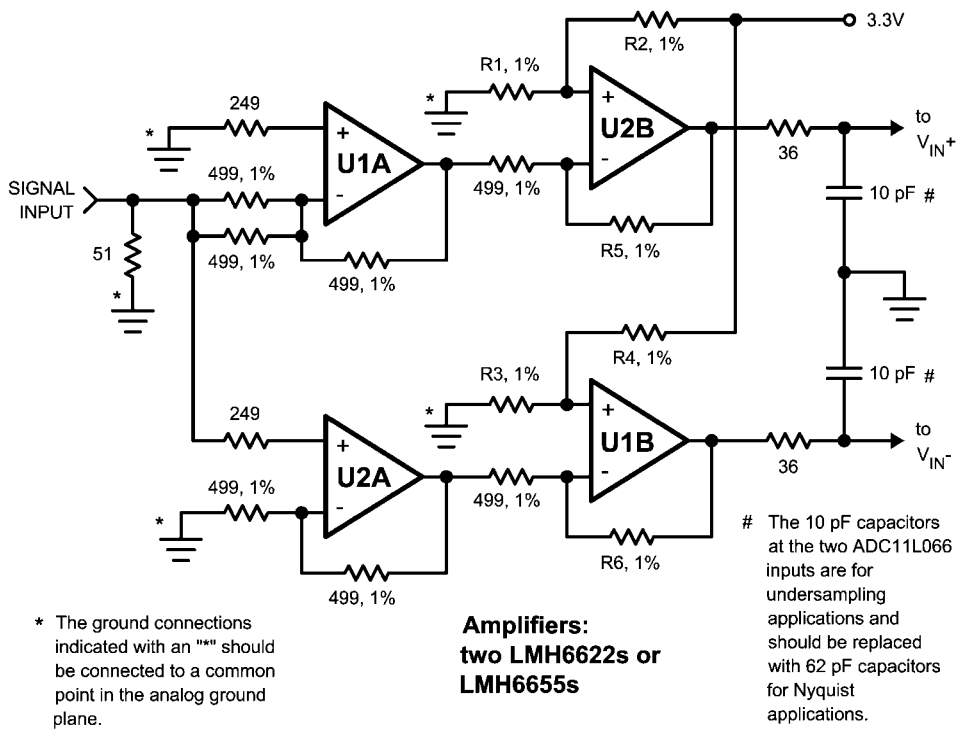 3.3V
R2, 1%
R1, 1%
*
+
U2B
-
249
*
+
U1A
-
499, 1%
SIGNAL
INPUT
499, 1%
499, 1%
499, 1%
R5, 1%
51
*
36
to
VIN+
10 pF #
R4, 1%
10 pF #
R3, 1%
*
+
U1B
-
249
+
U2A
-
499, 1%
*
499, 1%
499, 1%
R6, 1%
36
to
VIN-
* The ground connections
indicated with an "*" should
be connected to a common
point in the analog ground
plane.
Amplifiers:
two LMH6622s or
LMH6655s
# The 10 pF capacitors
at the two ADC11L066
inputs are for
undersampling
applications and
should be replaced
with 62 pF capacitors
for Nyquist
applications.